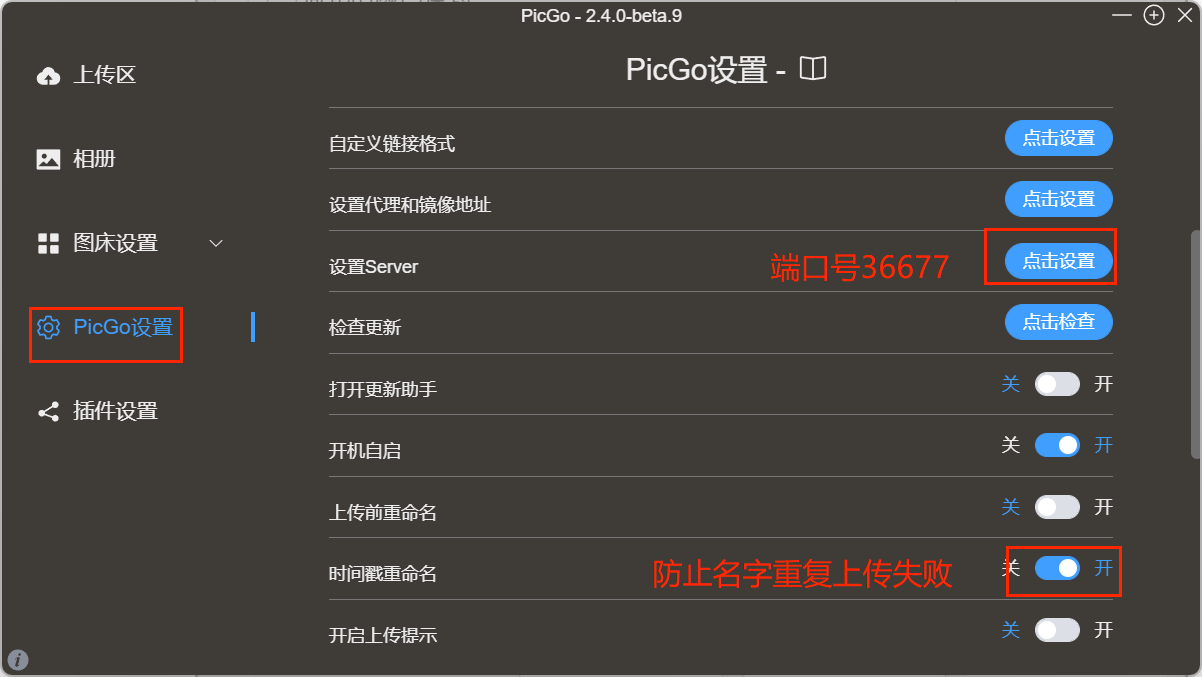 PicGo - 2.4.0-beta.9
上传区
相册
图床设置
PicGo设置
插件设置
PicGo设置 -
自定义链接格式 点击设置
设置代理和镜像地址 点击设置
设置Server 端口号36677 点击设置
检查更新 点击检查
打开更新助手 关 开
开机自启 关 开
上传前重命名 关 开
时间戳重命名 防止名字重复上传失败 关 开
开启上传提示 关 开